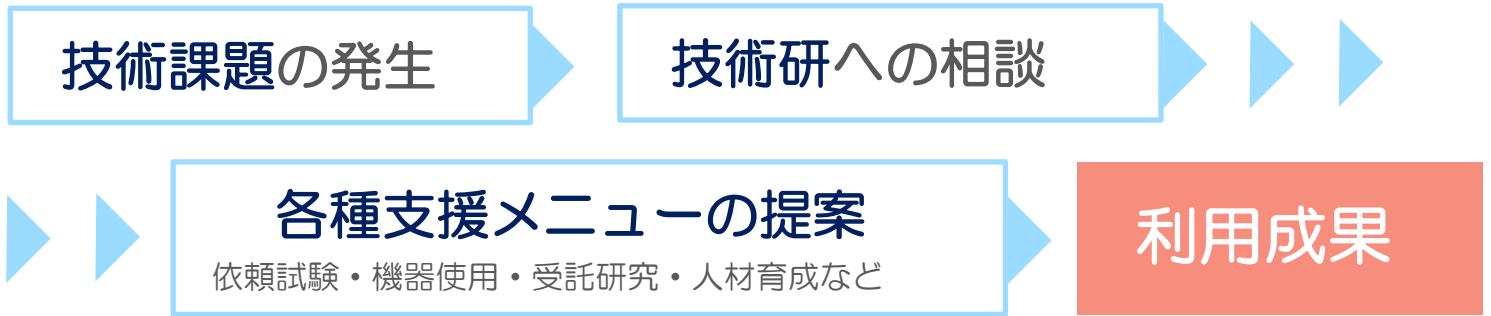 技術課題の発生
技術研への相談
各種支援メニューの提案
依頼試験・機器使用・受託研究・人材育成など
利用成果